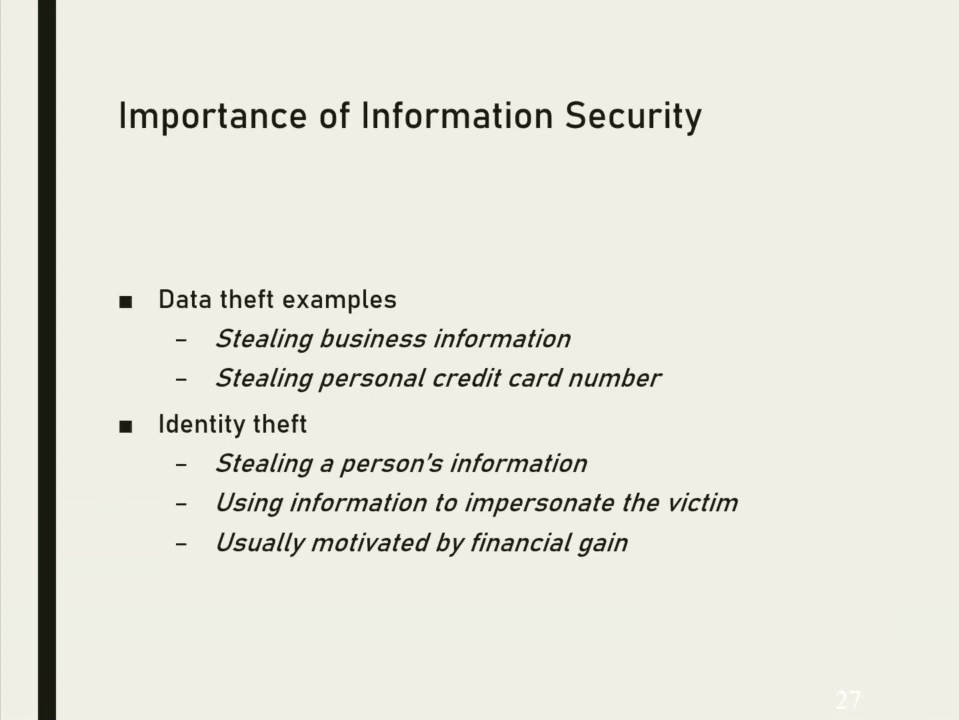 Importance of Information Security
■ Data theft examples
– Stealing business information
– Stealing personal credit card number
■ Identity theft
– Stealing a person's information
– Using information to impersonate the victim
– Usually motivated by financial gain
27